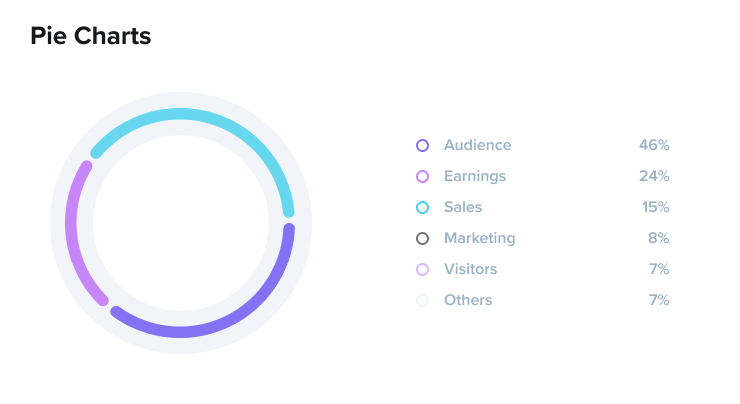 Pie Charts
Audience 46%
Earnings 24%
Sales 15%
Marketing 8%
Visitors 7%
Others 7%